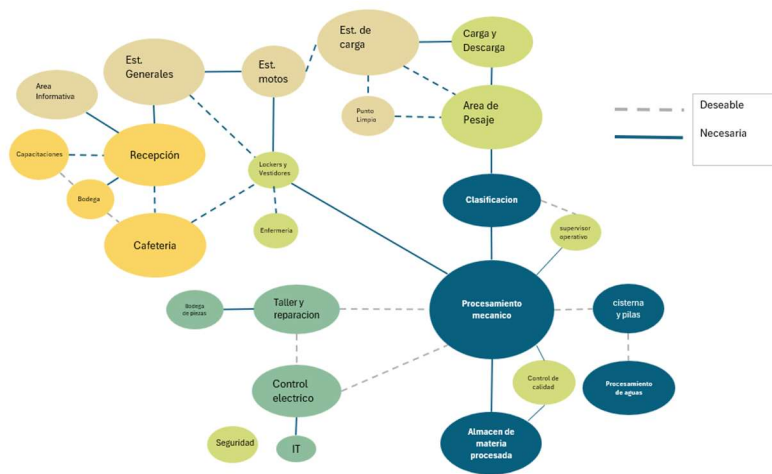 Est. de
carga
Carga y
Descarga
Est.
Generales
Est.
motos
Area
Informativa
Punto
Limpio
Area de
Pesaje
Deseable
Necesaria
Capacitaciones
Recepción
Lockers y
Vestidores
Bodega
Clasificacion
Cafeteria
Enfermeria
supervisor
operativo
Bodega
de piezas
Taller y
reparacion
Procesamiento
mecanico
cisterna
y pilas
Control
electrico
Control de
calidad
Procesamiento
de aguas
Seguridad
IT
Almacen de
materia
procesada